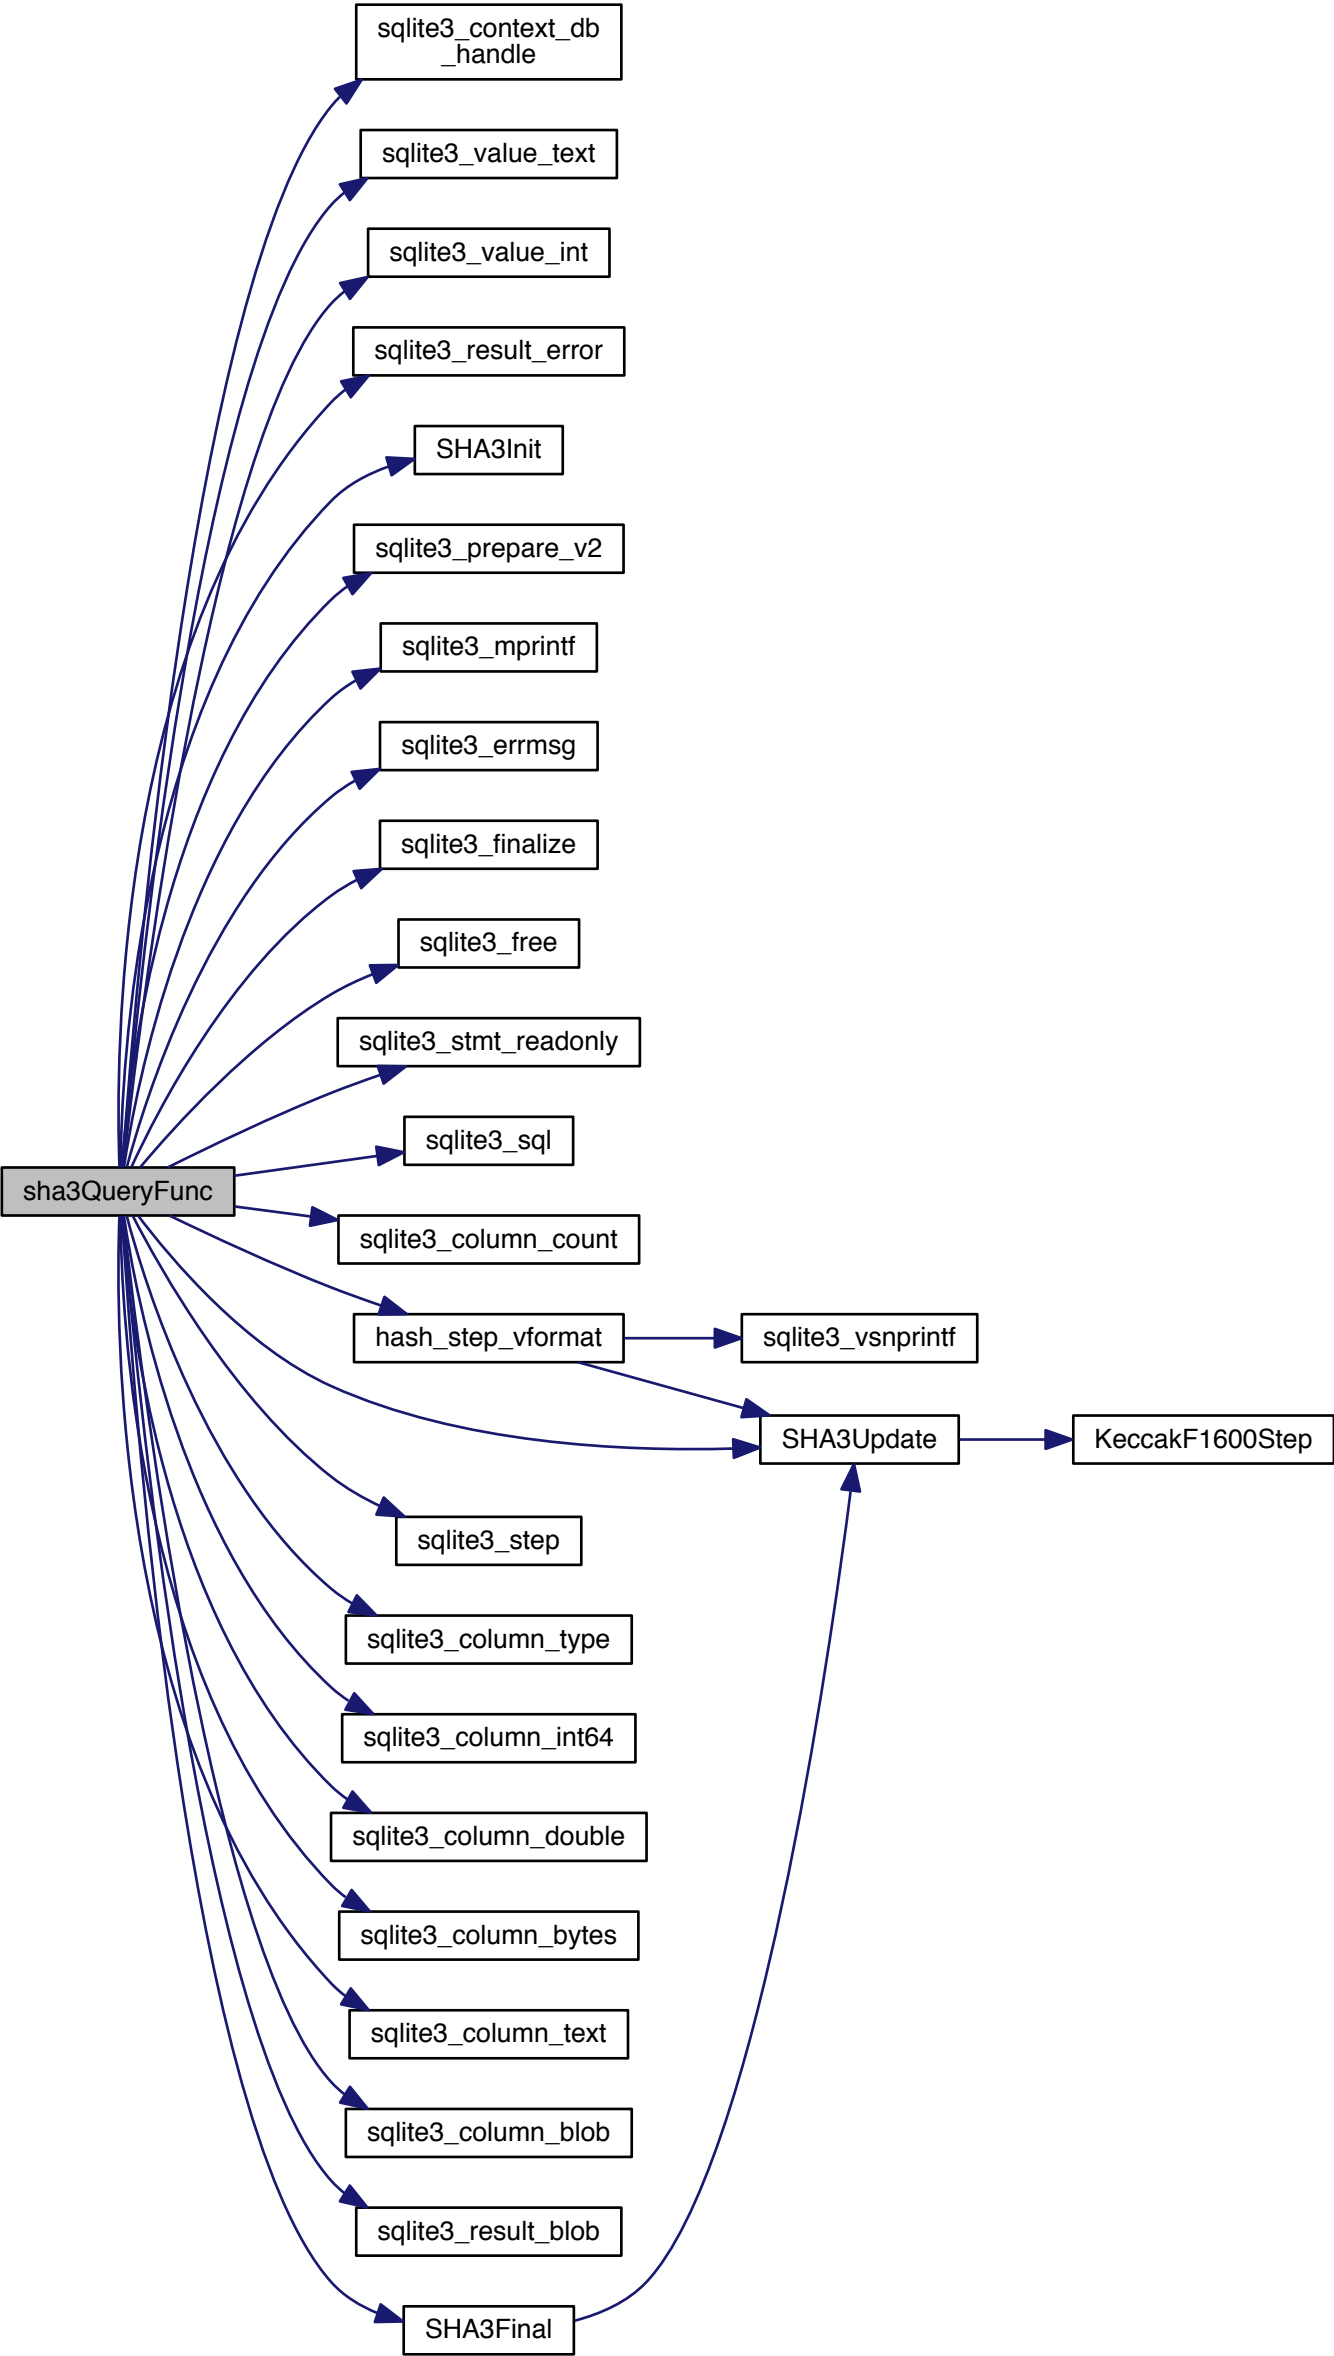 sqlite3_context_db
_handle
sqlite3_value_text
sqlite3_value_int
sqlite3_result_error
SHA3Init
sqlite3_prepare_v2
sqlite3_mprintf
sqlite3_errmsg
sqlite3_finalize
sqlite3_free
sqlite3_stmt_readonly
sqlite3_sql
sha3QueryFunc
sqlite3_column_count
hash_step_vformat
sqlite3_vsnprintf
SHA3Update
KeccakF1600Step
sqlite3_step
sqlite3_column_type
sqlite3_column_int64
sqlite3_column_double
sqlite3_column_bytes
sqlite3_column_text
sqlite3_column_blob
sqlite3_result_blob
SHA3Final